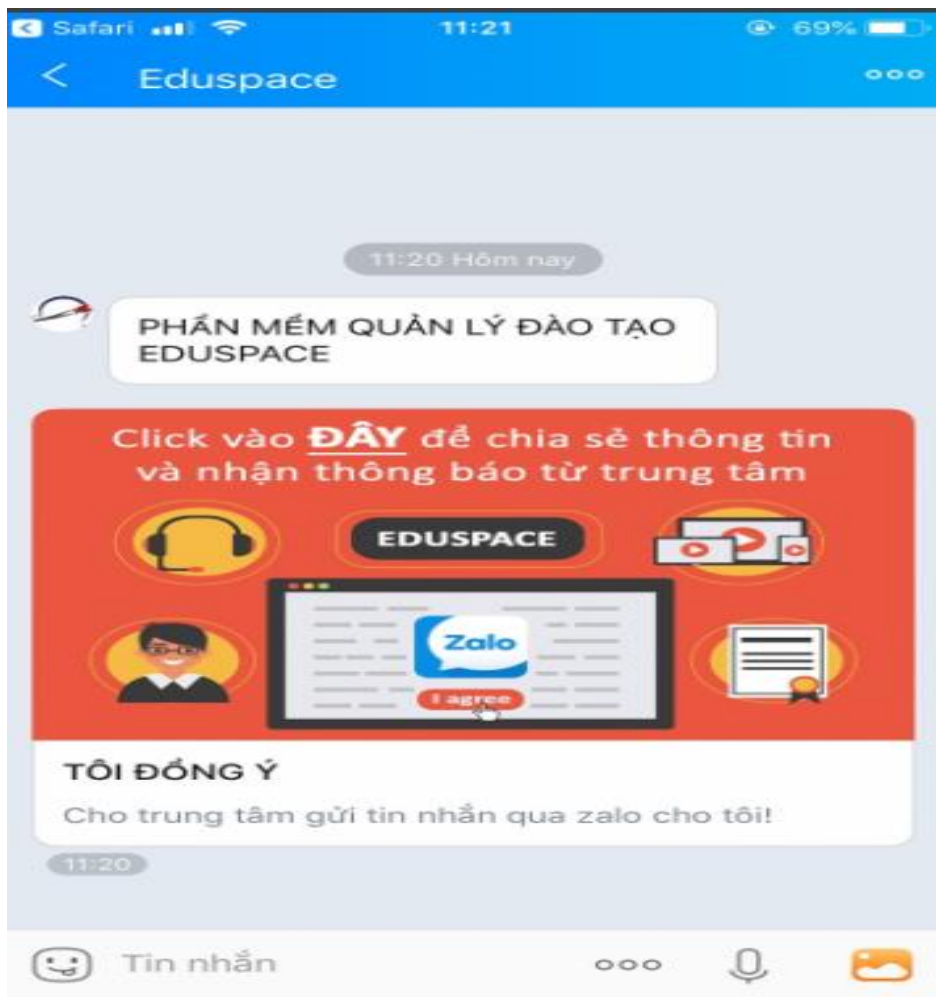 Safari 11:21 69%
Eduspace
11:20 Hôm nay
PHẦN MỀM QUẢN LÝ ĐÀO TẠO
EDUSPACE
Click vào ĐÂY để chia sẻ thông tin
và nhận thông báo từ trung tâm
EDUSPACE
Zalo
I agree
TÔI ĐỒNG Ý
Cho trung tâm gửi tin nhắn qua zalo cho tôi!
11:20
Tin nhắn